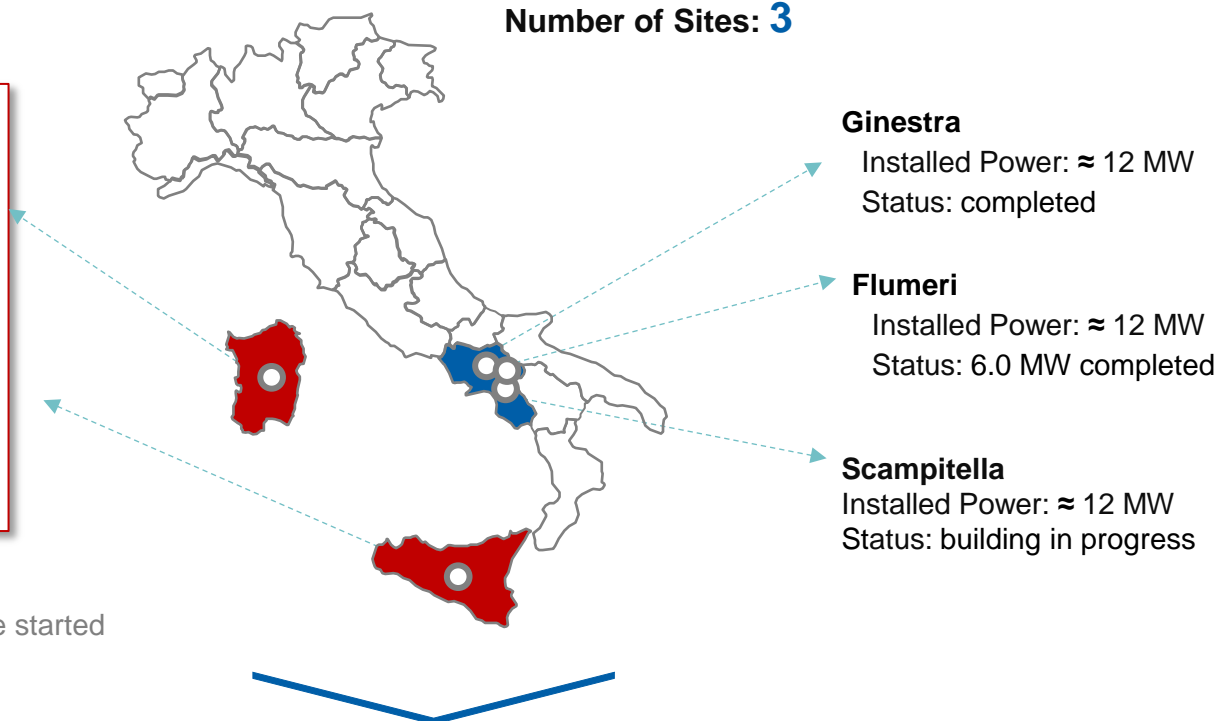 Number of Sites: 3
Ginestra
Installed Power: ≈ 12 MW
Status: completed
Flumeri
Installed Power: ≈ 12 MW
Status: 6.0 MW completed
Scampitella
Installed Power: ≈ 12 MW
Status: building in progress
started